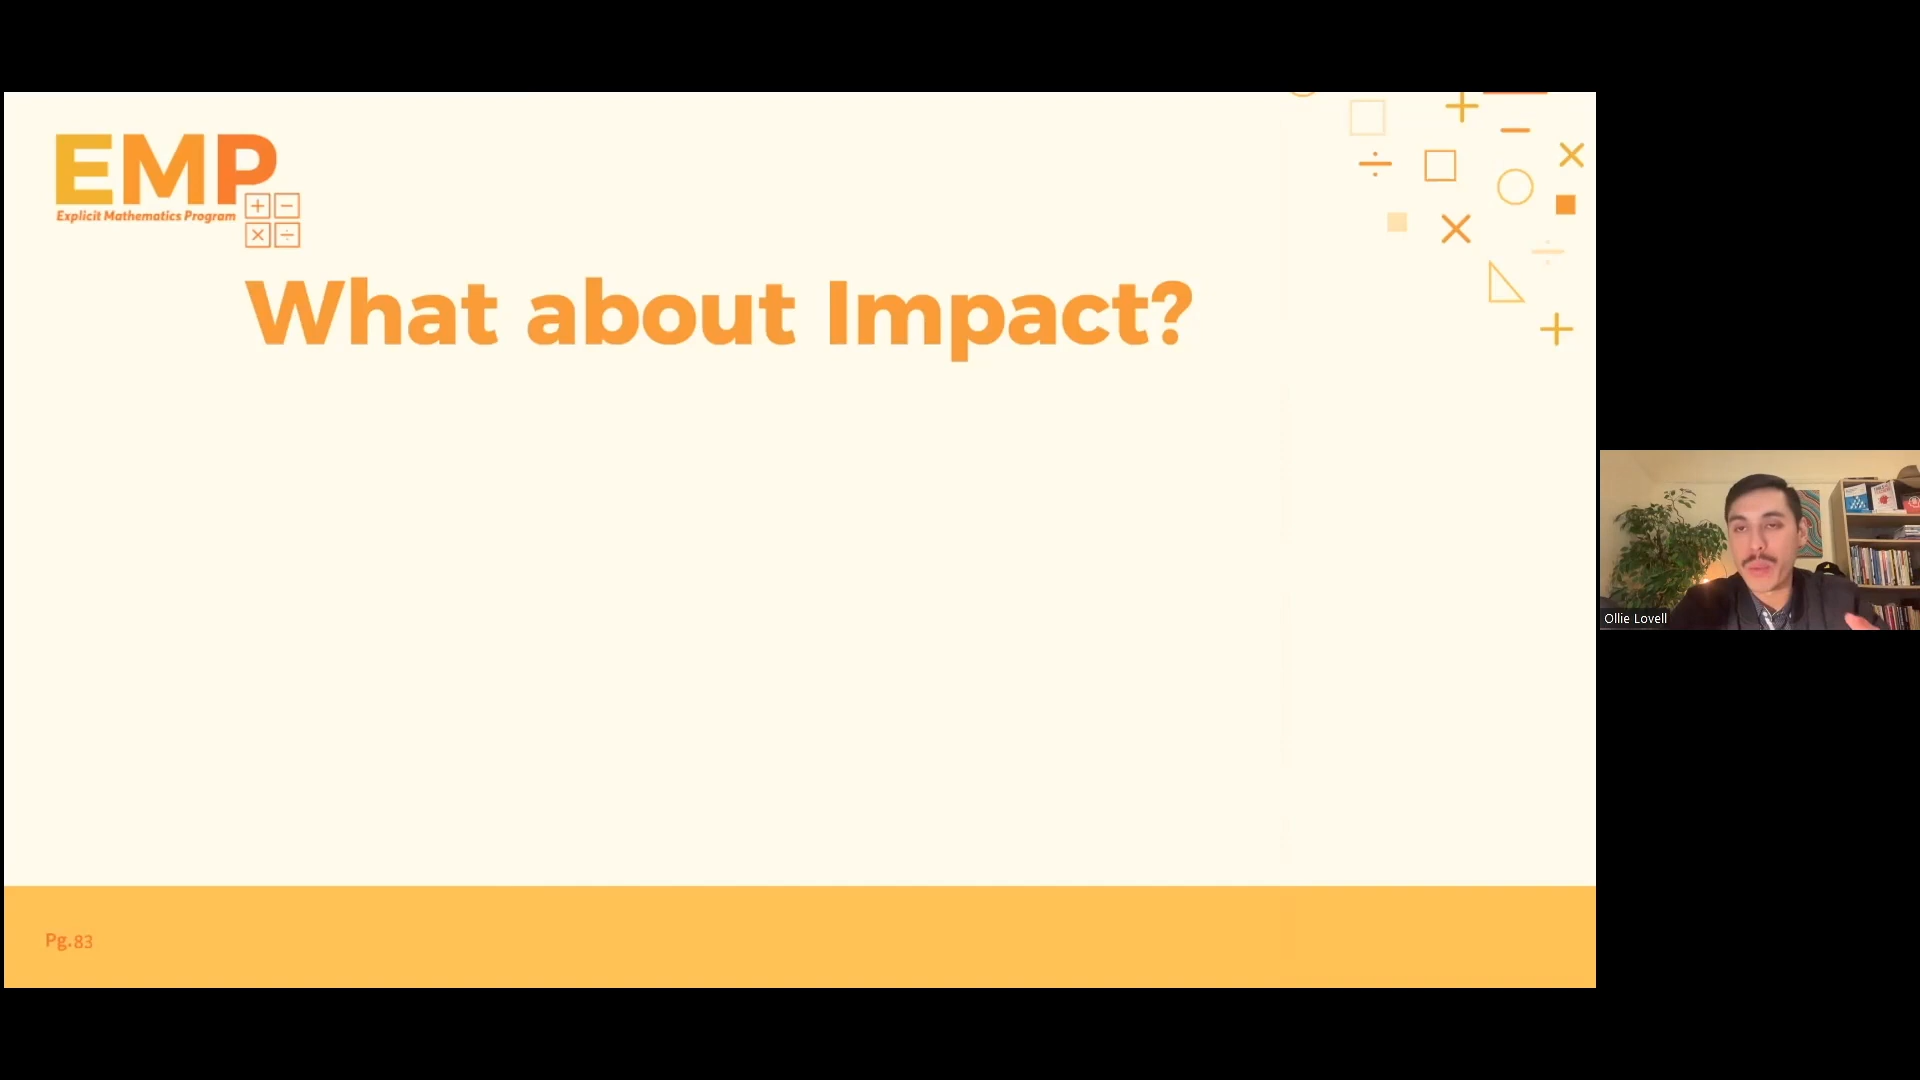 EMP
Explicit Mathematics Program
What about Impact?
Ollie Lovell
Pg.83